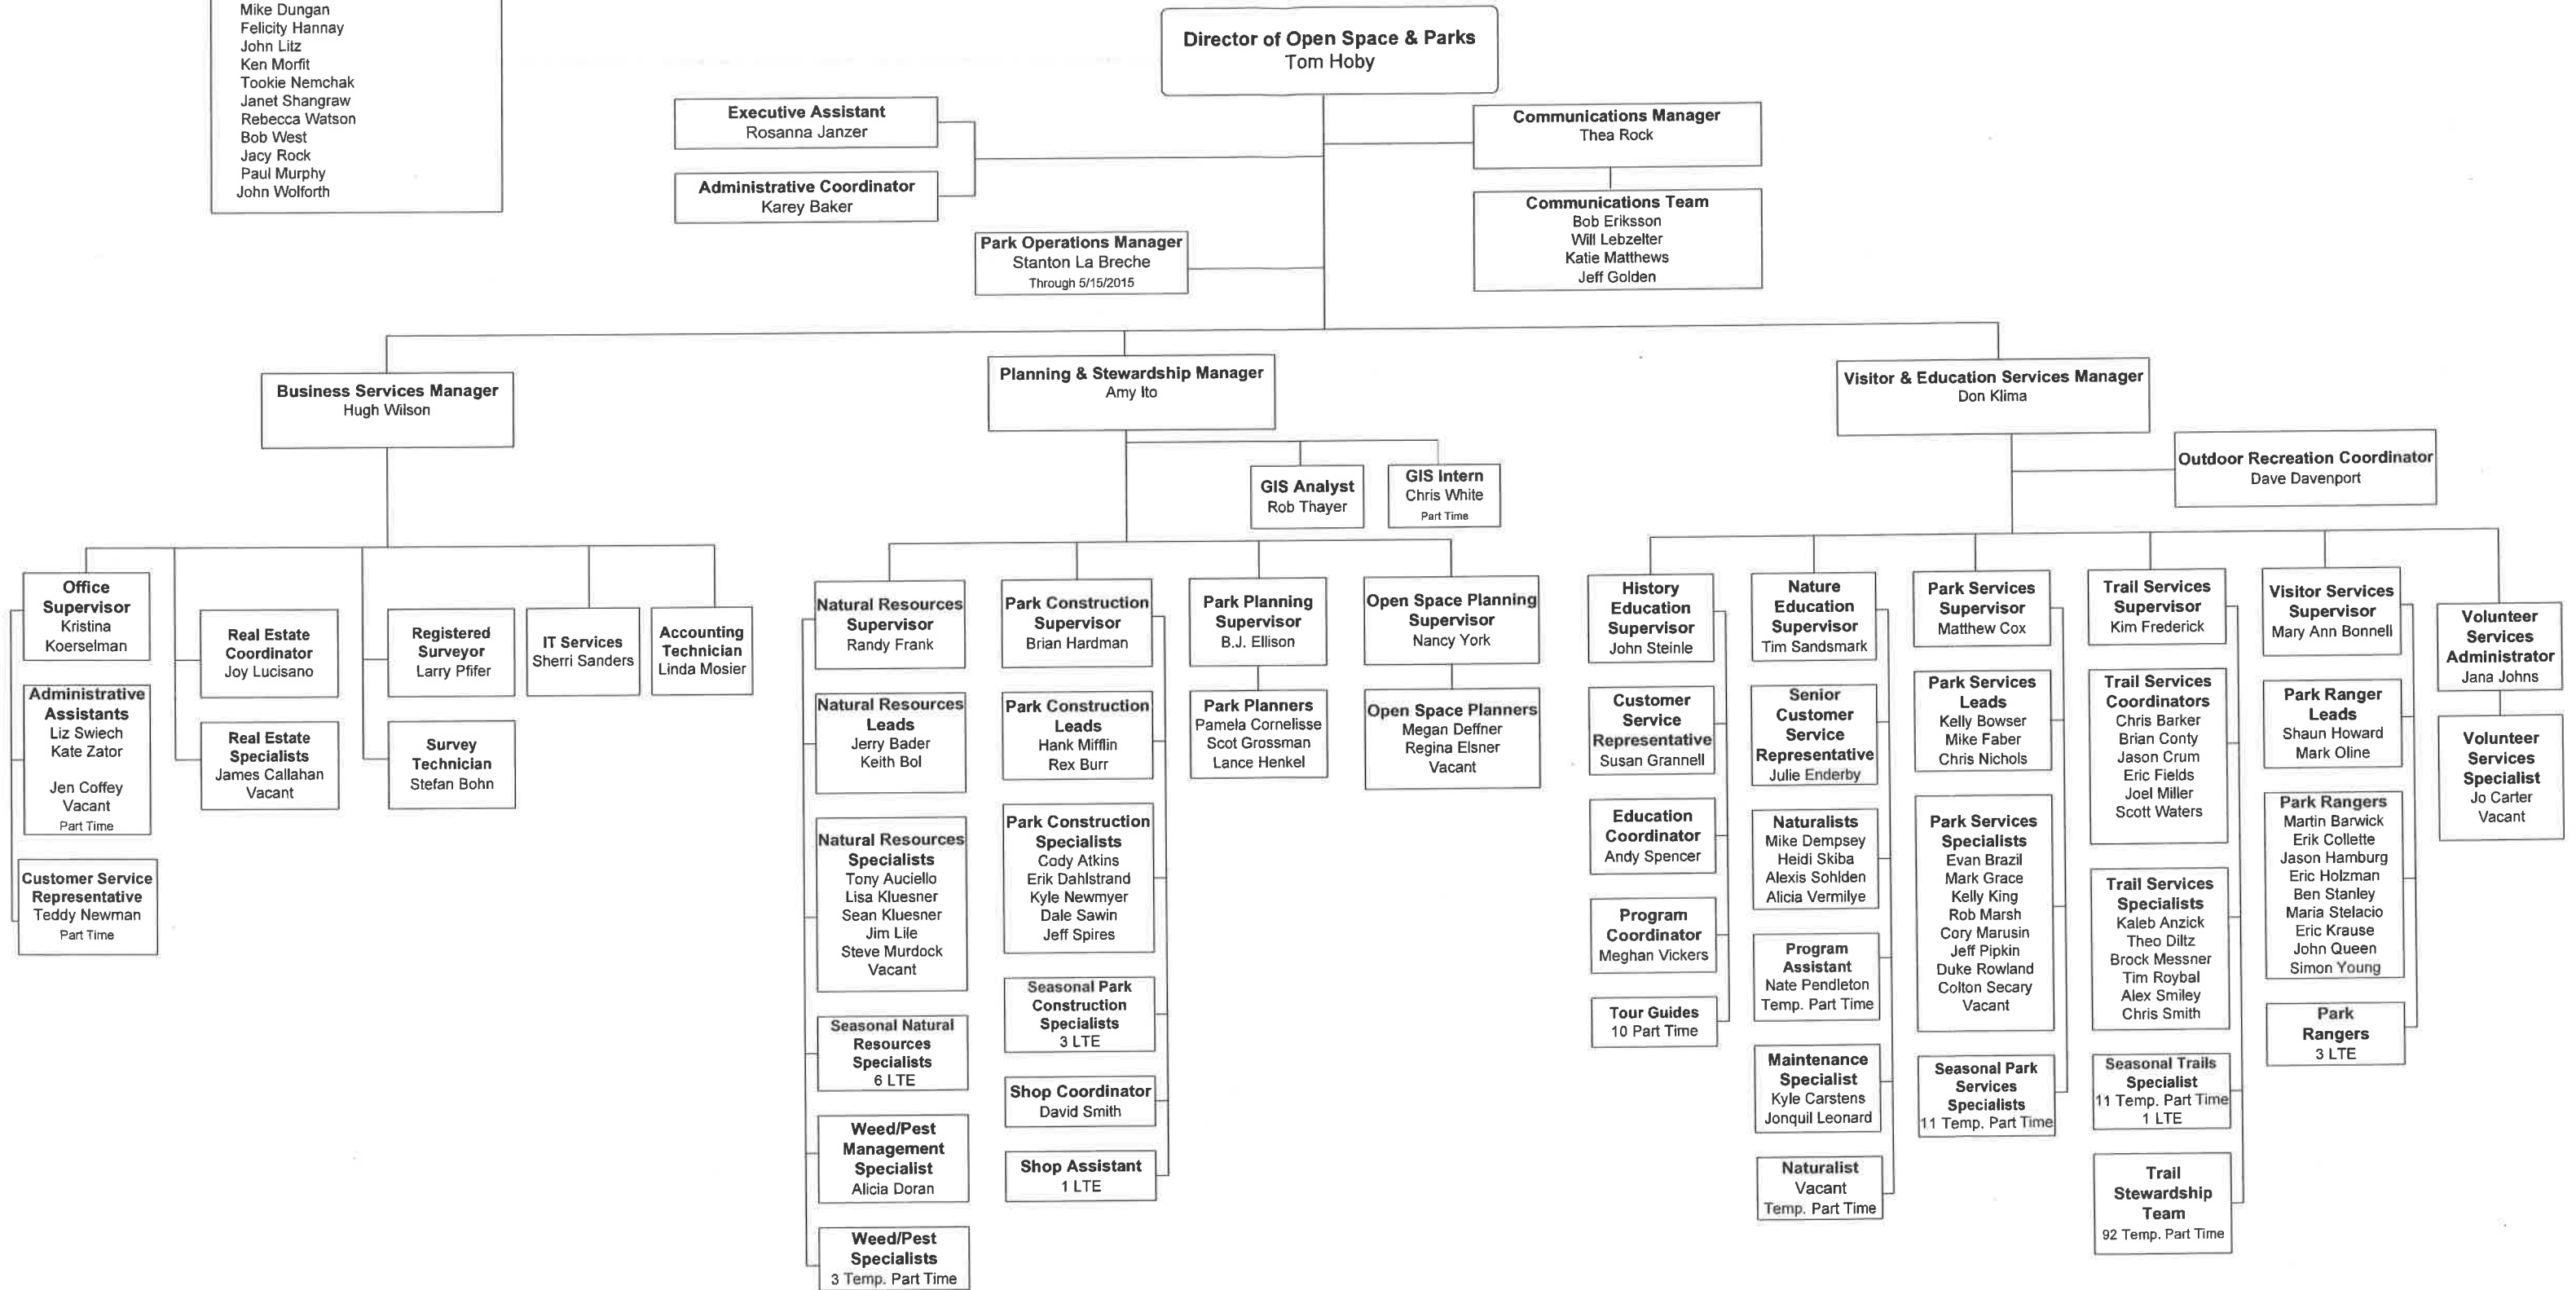 Mike Dungan
Felicity Hannay
John Litz
Ken Morfit
Tookie Nemchak
Janet Shangraw
Rebecca Watson
Bob West
Jacy Rock
Paul Murphy
John Wolforth
Director of Open Space & Parks
Tom Hoby
Executive Assistant
Rosanna Janzer
Administrative Coordinator
Karey Baker
Communications Manager
Thea Rock
Communications Team
Bob Eriksson
Will Lebzelter
Katie Matthews
Jeff Golden
Park Operations Manager
Stanton La Breche
Through 5/15/2015
Business Services Manager
Hugh Wilson
Planning & Stewardship Manager
Amy Ito
Visitor & Education Services Manager
Don Klima
GIS Analyst
Rob Thayer
GIS Intern
Chris White
Part Time
Outdoor Recreation Coordinator
Dave Davenport
Office
Supervisor
Kristina
Koerselman
Administrative
Assistants
Liz Swiech
Kate Zator
Jen Coffey
Vacant
Part Time
Customer Service
Representative
Teddy Newman
Part Time
Real Estate
Coordinator
Joy Lucisano
Real Estate
Specialists
James Callahan
Vacant
Registered
Surveyor
Larry Pfifer
Survey
Technician
Stefan Bohn
IT Services
Sherri Sanders
Accounting
Technician
Linda Mosier
Natural Resources
Supervisor
Randy Frank
Natural Resources
Leads
Jerry Bader
Keith Bol
Natural Resources
Specialists
Tony Auciello
Lisa Kluesner
Sean Kluesner
Jim Lile
Steve Murdock
Vacant
Seasonal Natural
Resources
Specialists
6 LTE
Weed/Pest
Management
Specialist
Alicia Doran
Weed/Pest
Specialists
3 Temp. Part Time
Park Construction
Supervisor
Brian Hardman
Park Construction
Leads
Hank Mifflin
Rex Burr
Park Construction
Specialists
Cody Atkins
Erik Dahlstrand
Kyle Newmyer
Dale Sawin
Jeff Spires
Seasonal Park
Construction
Specialists
3 LTE
Shop Coordinator
David Smith
Shop Assistant
1 LTE
Park Planning
Supervisor
B.J. Ellison
Park Planners
Pamela Cornelisse
Scot Grossman
Lance Henkel
Open Space Planning
Supervisor
Nancy York
Open Space Planners
Megan Deffner
Regina Elsner
Vacant
History
Education
Supervisor
John Steinle
Customer
Service
Representative
Susan Grannell
Education
Coordinator
Andy Spencer
Program
Coordinator
Meghan Vickers
Tour Guides
10 Part Time
Nature
Education
Supervisor
Tim Sandsmark
Senior
Customer
Service
Representative
Julie Enderby
Naturalists
Mike Dempsey
Heidi Skiba
Alexis Sohlden
Alicia Vermilye
Program
Assistant
Nate Pendleton
Temp. Part Time
Maintenance
Specialist
Kyle Carstens
Jonquil Leonard
Naturalist
Vacant
Temp. Part Time
Park Services
Supervisor
Matthew Cox
Park Services
Leads
Kelly Bowser
Mike Faber
Chris Nichols
Park Services
Specialists
Evan Brazil
Mark Grace
Kelly King
Rob Marsh
Cory Marusin
Jeff Pipkin
Duke Rowland
Colton Secary
Vacant
Seasonal Park
Services
Specialists
11 Temp. Part Time
Trail Services
Supervisor
Kim Frederick
Trail Services
Coordinators
Chris Barker
Brian Conty
Jason Crum
Eric Fields
Joel Miller
Scott Waters
Trail Services
Specialists
Kaleb Anzick
Theo Diltz
Brock Messner
Tim Roybal
Alex Smiley
Chris Smith
Seasonal Trails
Specialist
11 Temp. Part Time
1 LTE
Trail
Stewardship
Team
92 Temp. Part Time
Visitor Services
Supervisor
Mary Ann Bonnell
Park Ranger
Leads
Shaun Howard
Mark Oline
Park Rangers
Martin Barwick
Erik Collette
Jason Hamburg
Eric Holzman
Ben Stanley
Maria Stelacio
Eric Krause
John Queen
Simon Young
Park
Rangers
3 LTE
Volunteer
Services
Administrator
Jana Johns
Volunteer
Services
Specialist
Jo Carter
Vacant